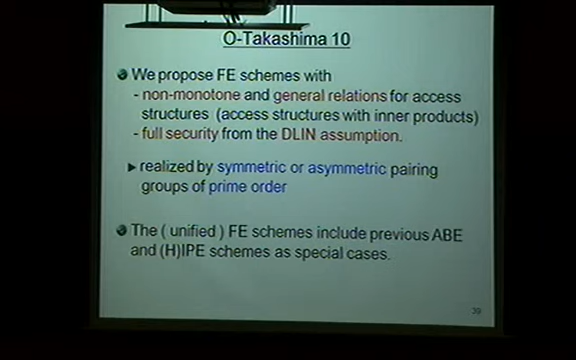 O-Takashima 10
We propose FE schemes with
- non-monotone and general relations for access
structures (access structures with inner products)
- full security from the DLIN assumption.
► realized by symmetric or asymmetric pairing
groups of prime order
The ( unified ) FE schemes include previous ABE
and (H)IPE schemes as special cases.
39